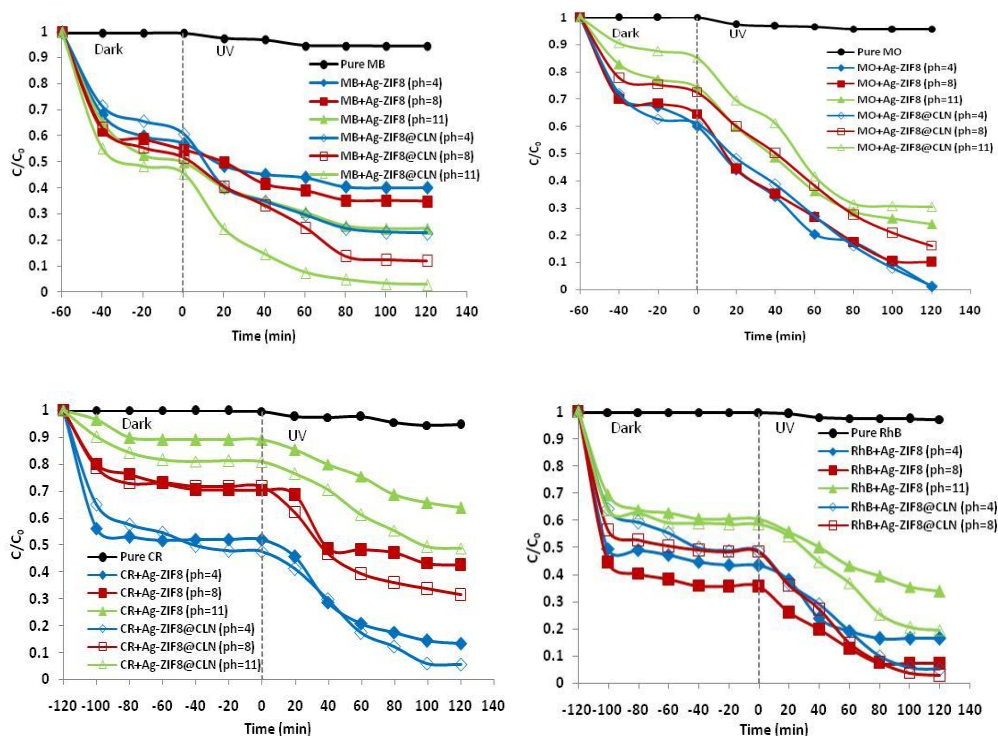 1
0.9
0.8
0.7
0.6
0.5
0.4
0.3
0.2
0.1
0
C/C₀
Dark
UV
Pure MB
MB+Ag-ZIF8 (ph=4)
MB+Ag-ZIF8 (ph=8)
MB+Ag-ZIF8 (ph=11)
MB+Ag-ZIF8@CLN (ph=4)
MB+Ag-ZIF8@CLN (ph=8)
MB+Ag-ZIF8@CLN (ph=11)
-60 -40 -20 0 20 40 60 80 100 120 140
Time (min)
1
0.9
0.8
0.7
0.6
0.5
0.4
0.3
0.2
0.1
0
C/C₀
Dark
UV
Pure MO
MO+Ag-ZIF8 (ph=4)
MO+Ag-ZIF8 (ph=8)
MO+Ag-ZIF8 (ph=11)
MO+Ag-ZIF8@CLN (ph=4)
MO+Ag-ZIF8@CLN (ph=8)
MO+Ag-ZIF8@CLN (ph=11)
-60 -40 -20 0 20 40 60 80 100 120 140
Time (min)
1
0.9
0.8
0.7
0.6
0.5
0.4
0.3
0.2
0.1
0
C/C₀
Dark
UV
Pure CR
CR+Ag-ZIF8 (ph=4)
CR+Ag-ZIF8 (ph=8)
CR+Ag-ZIF8 (ph=11)
CR+Ag-ZIF8@CLN (ph=4)
CR+Ag-ZIF8@CLN (ph=8)
CR+Ag-ZIF8@CLN (ph=11)
-120 -100 -80 -60 -40 -20 0 20 40 60 80 100 120 140
Time (min)
1
0.9
0.8
0.7
0.6
0.5
0.4
0.3
0.2
0.1
0
C/C₀
Dark
UV
Pure RhB
RhB+Ag-ZIF8 (ph=4)
RhB+Ag-ZIF8 (ph=8)
RhB+Ag-ZIF8 (ph=11)
RhB+Ag-ZIF8@CLN (ph=4)
RhB+Ag-ZIF8@CLN (ph=8)
-120 -100 -80 -60 -40 -20 0 20 40 60 80 100 120 140
Time (min)